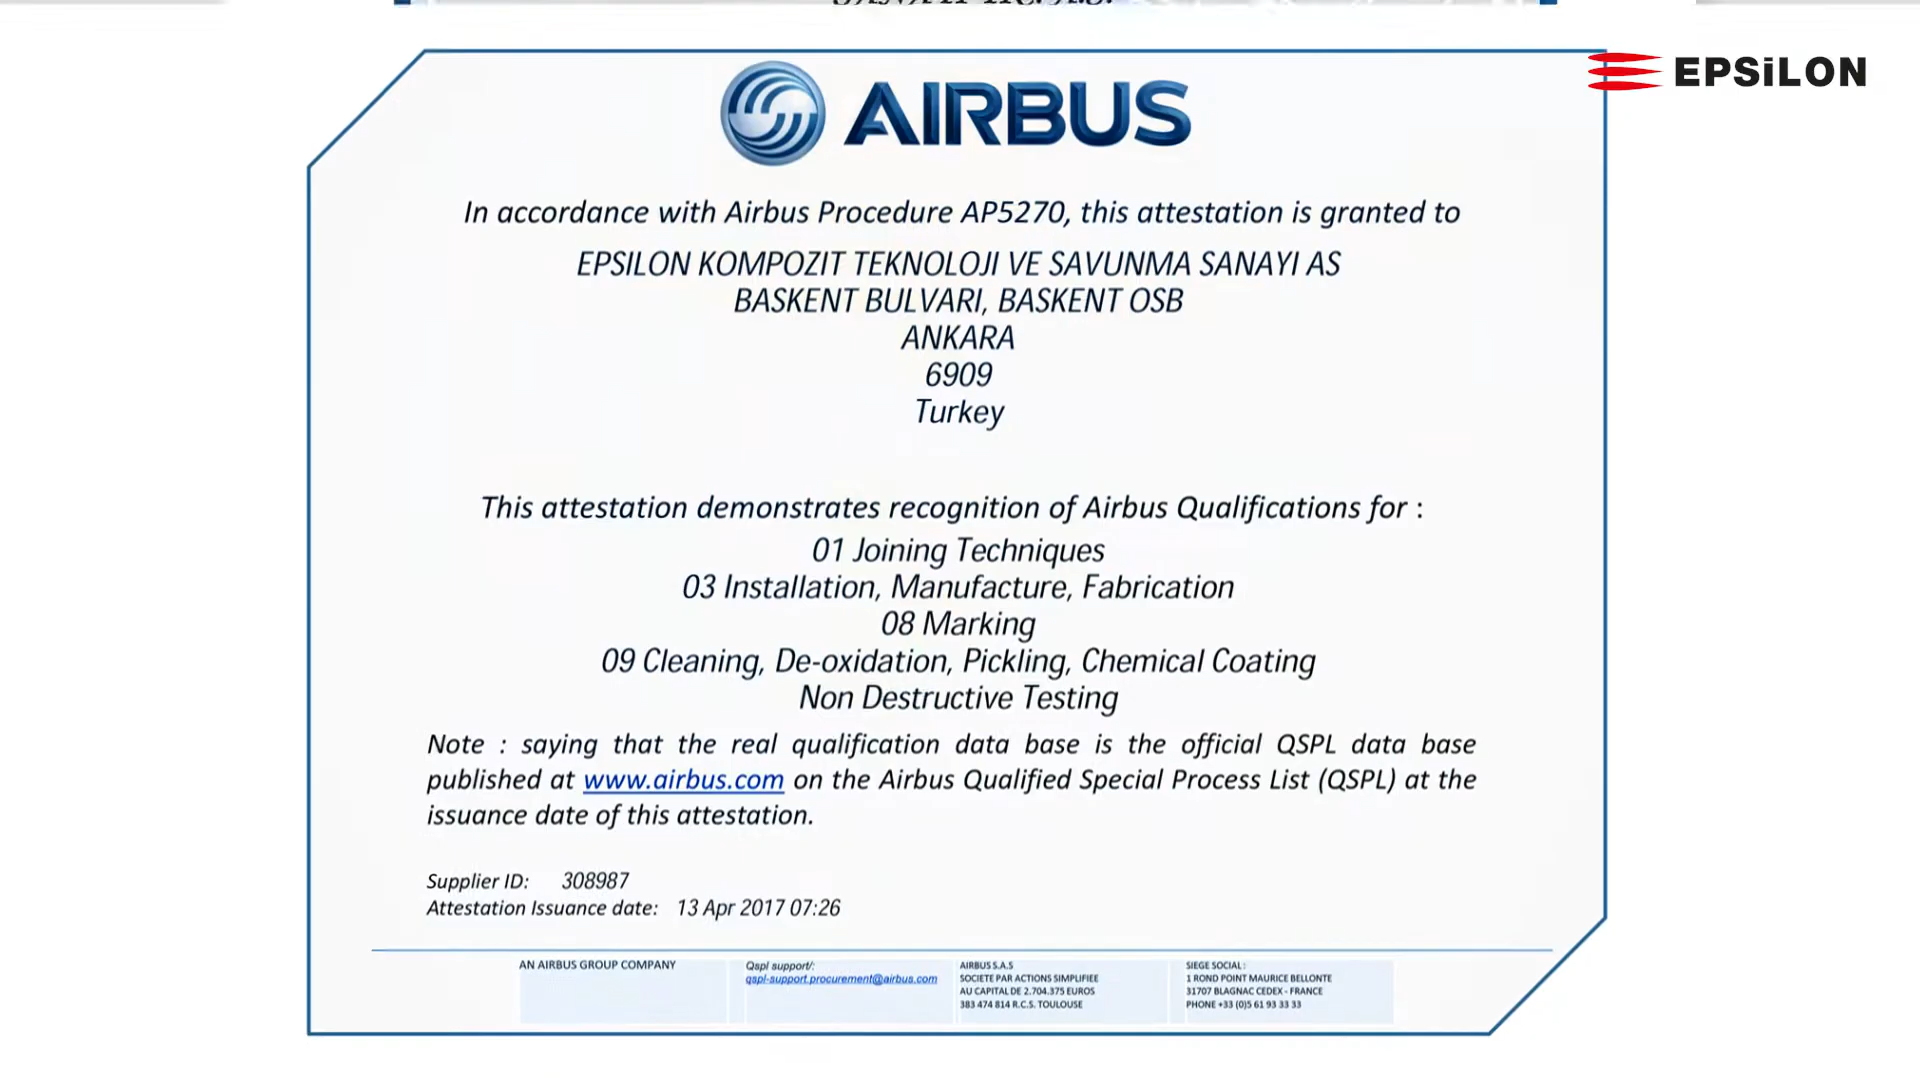 EPSiLON
AIRBUS
In accordance with Airbus Procedure AP5270, this attestation is granted to
EPSILON KOMPOZIT TEKNOLOJI VE SAVUNMA SANAYI AS
BASKENT BULVARI, BASKENT OSB
ANKARA
6909
Turkey
This attestation demonstrates recognition of Airbus Qualifications for :
01 Joining Techniques
03 Installation, Manufacture, Fabrication
08 Marking
09 Cleaning, De-oxidation, Pickling, Chemical Coating
Non Destructive Testing
Note : saying that the real qualification data base is the official QSPL data base
published at www.airbus.com on the Airbus Qualified Special Process List (QSPL) at the
issuance date of this attestation.
Supplier ID: 308987
Attestation Issuance date: 13 Apr 2017 07:26
AN AIRBUS GROUP COMPANY
Qspl support/:
qspl-support.procurement@airbus.com
AIRBUS S.A.S
SOCIETE PAR ACTIONS SIMPLIFIEE
AU CAPITAL DE 2.704.375 EUROS
383 474 814 R.C.S. TOULOUSE
SIEGE SOCIAL :
1 ROND POINT MAURICE BELLONTE
31707 BLAGNAC CEDEX - FRANCE
PHONE +33 (0)5 61 93 33 33